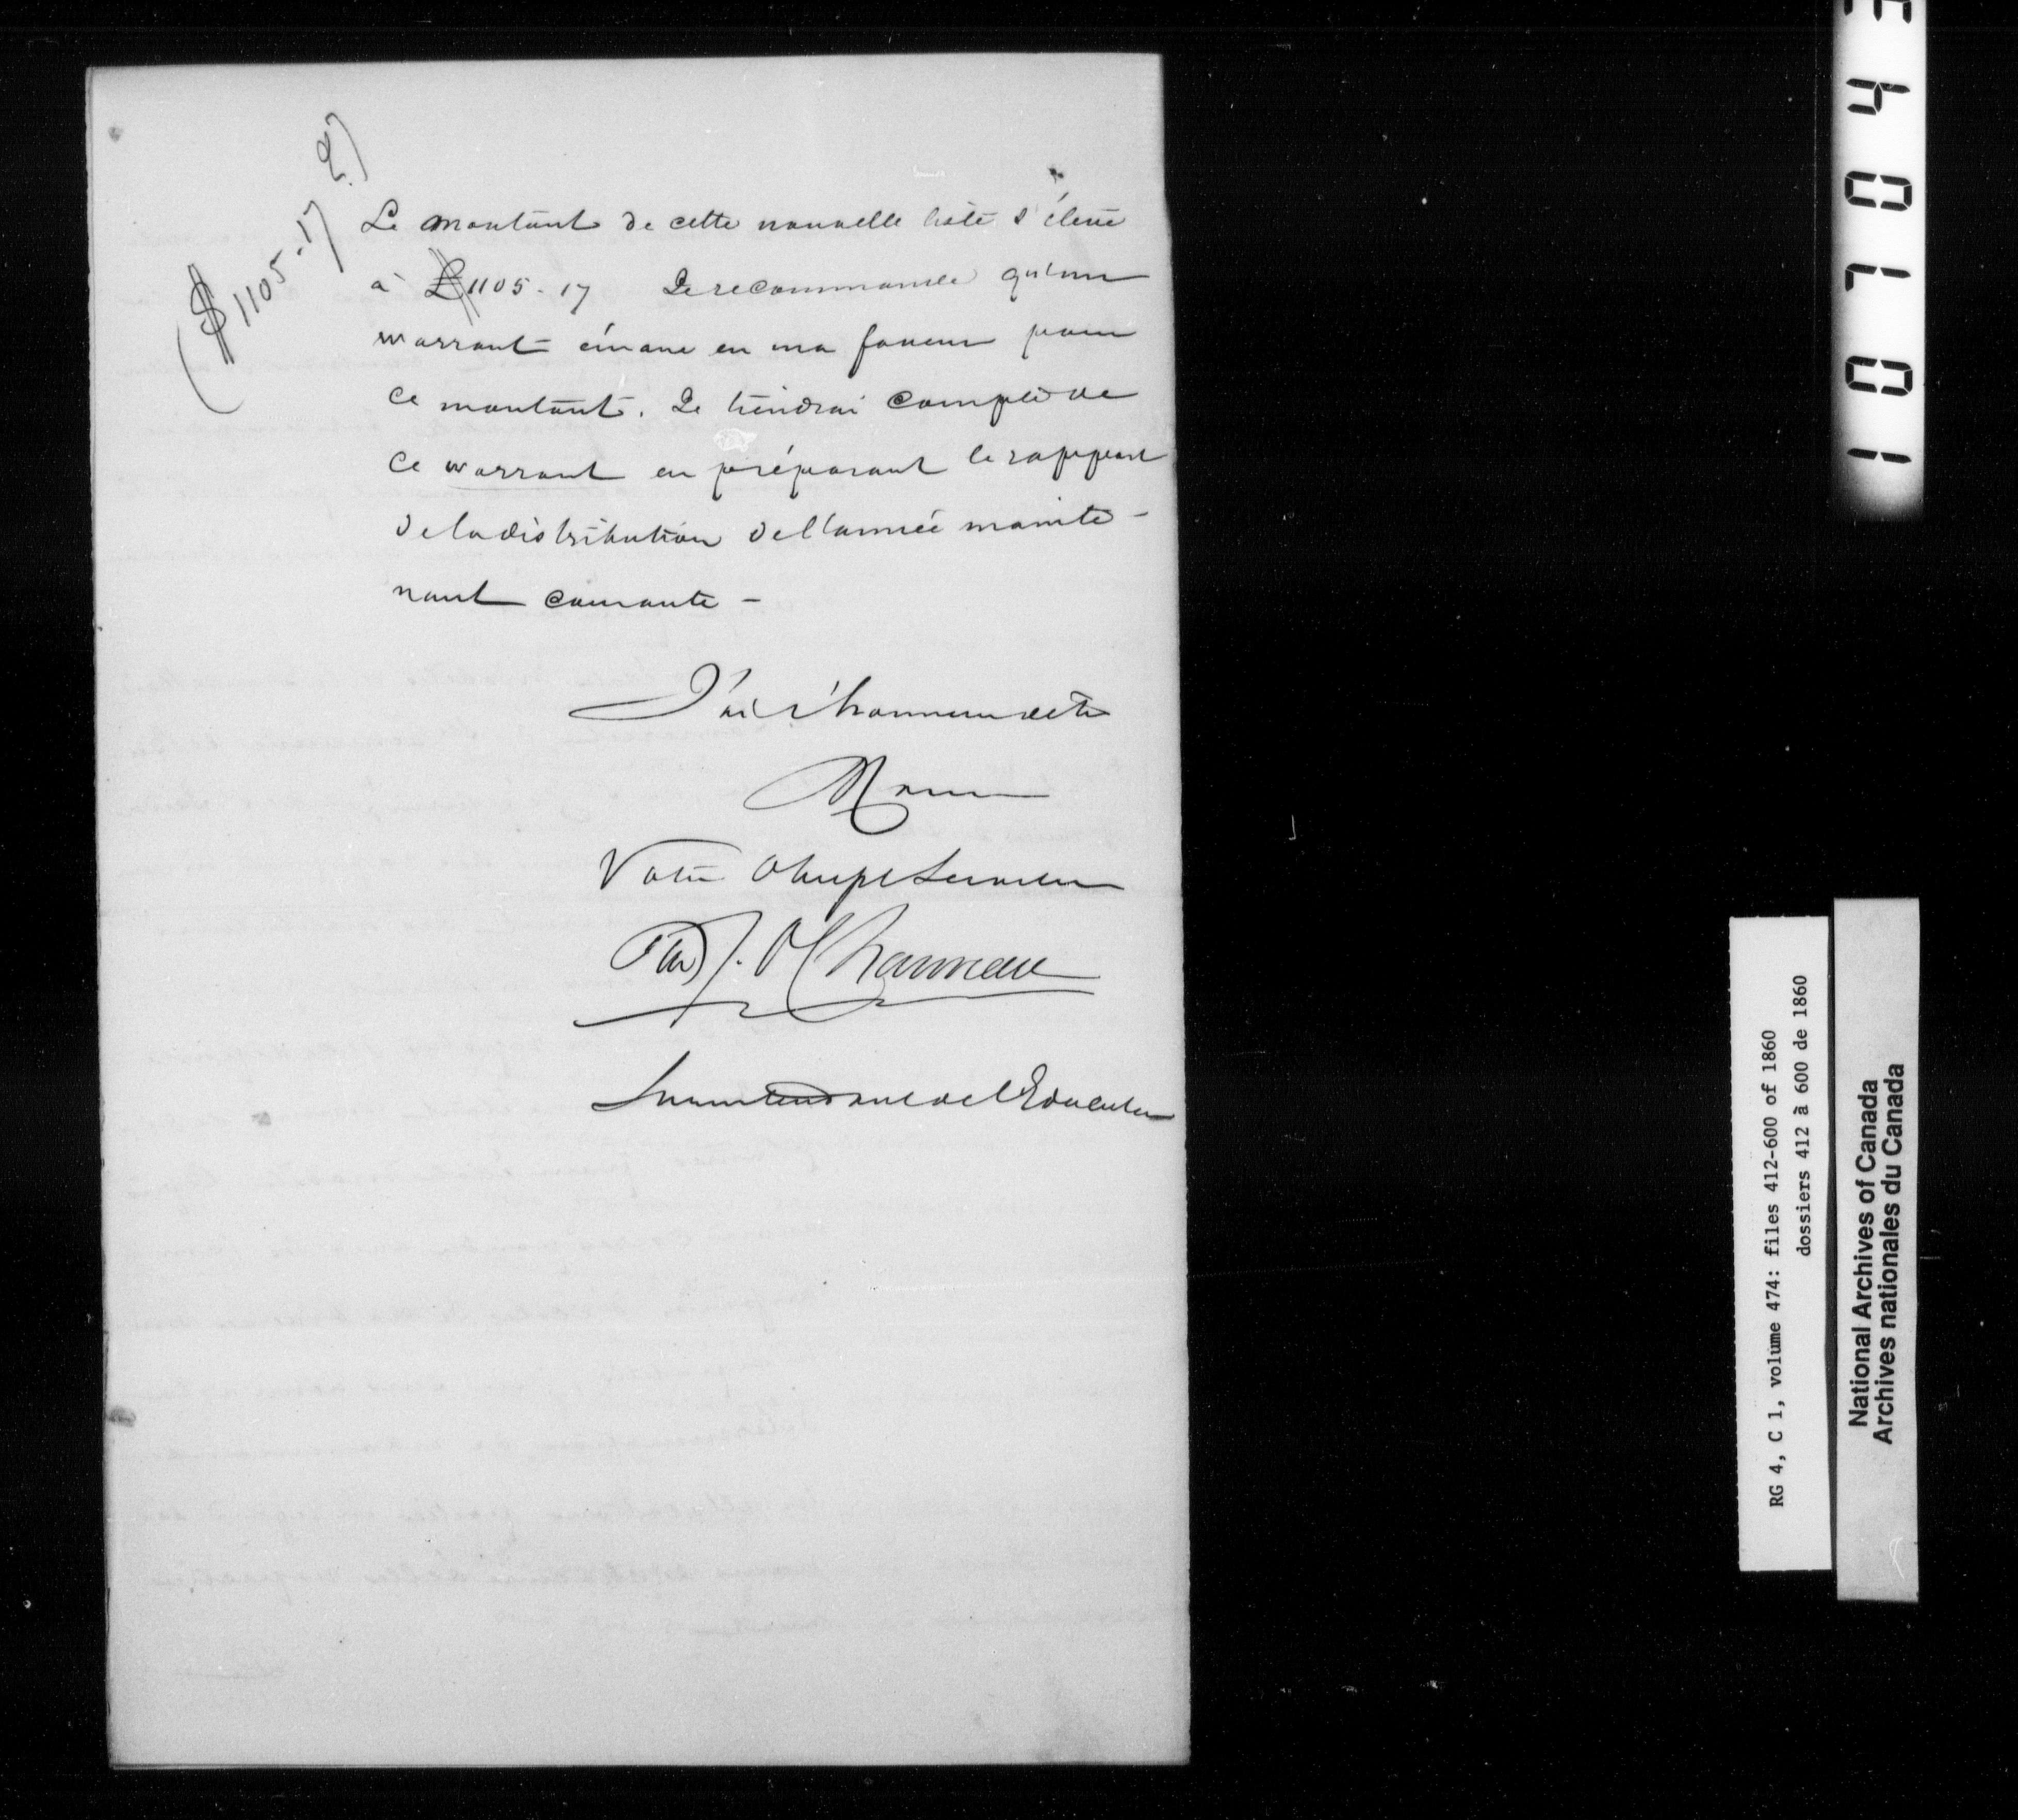 ($1105-17 ?)
Le montant de cette nouvelle liste s'élève
à £1105-17 Je recommande qu'un
warrant émane en ma faveur pour
ce montant. Je tiendrai compte de
ce warrant en préparant le rapport
de la distribution de l'année mainte-
nant courante -
J'ai l'honneur d'être
Monsieur
Votre obéist serviteur
J. O. Chauveau
Surintendant de l'Education
107043
RG 4, C 1, volume 474: files 412-600 of 1860
dossiers 412 à 600 de 1860
National Archives of Canada
Archives nationales du Canada